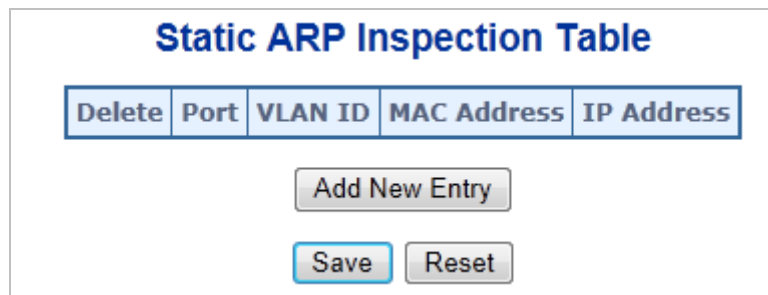 Static ARP Inspection Table
Delete Port VLAN ID MAC Address IP Address
Add New Entry
Save Reset